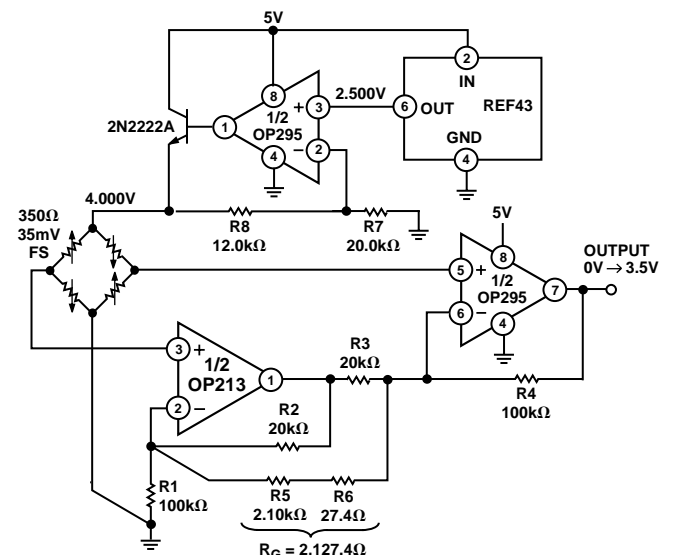 5V
2
IN
REF43
6
OUT
GND
4
2.500V
8
+
3
1/2
OP295
−
2
4
1
2N2222A
4.000V
R8
12.0kΩ
R7
20.0kΩ
350Ω
35mV
FS
5V
8
5
+
1/2
OP295
6
−
4
7
OUTPUT
0V → 3.5V
3
+
1/2
OP213
1
2
−
R3
20kΩ
R4
100kΩ
R2
20kΩ
R1
100kΩ
R5
2.10kΩ
R6
27.4Ω
RG = 2,127.4Ω